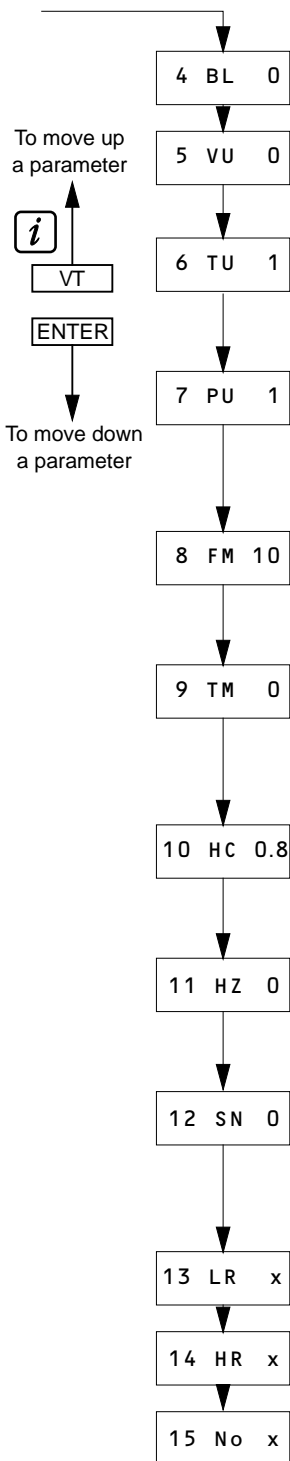 4 BL 0
To move up
a parameter
5 VU 0
i
6 TU 1
VT
ENTER
7 PU 1
To move down
a parameter
8 FM 10
9 TM 0
10 HC 0.8
11 HZ 0
12 SN 0
13 LR x
14 HR x
15 No x